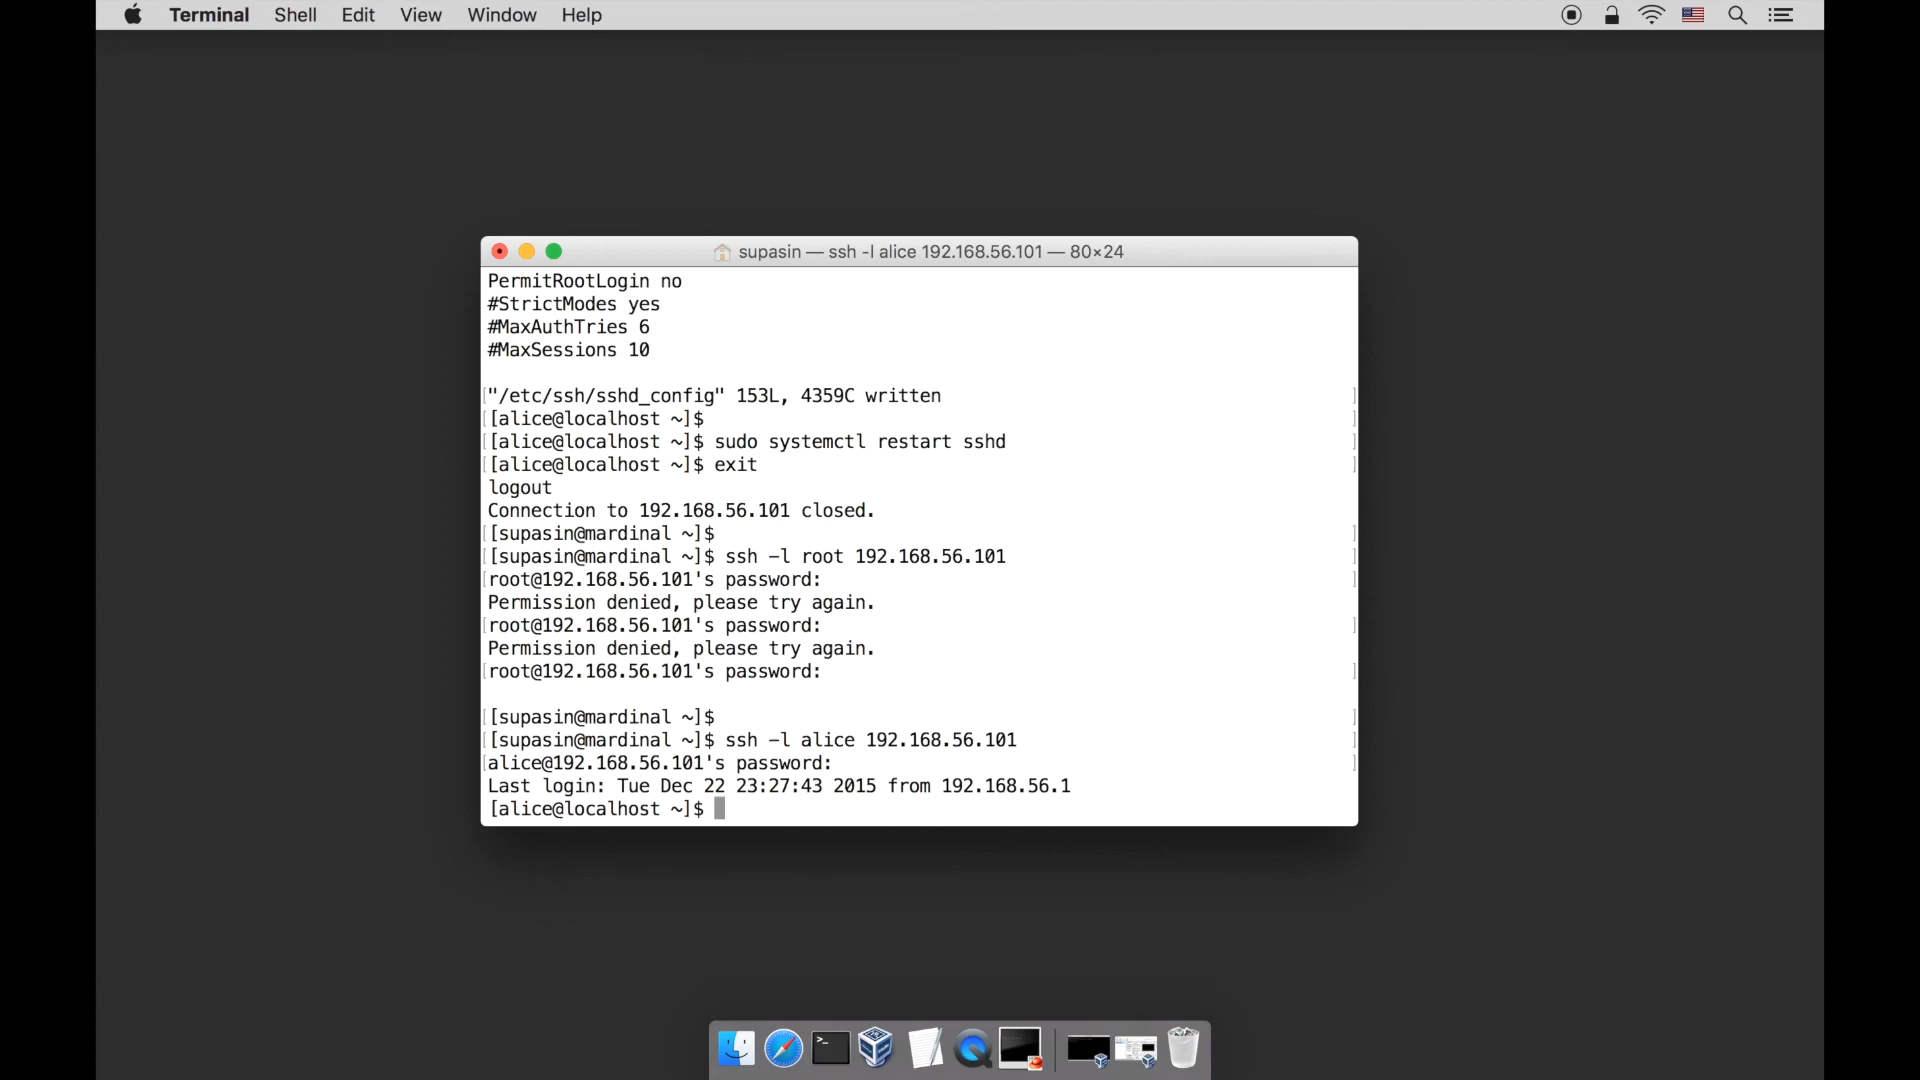 Terminal Shell Edit View Window Help
supasin — ssh -l alice 192.168.56.101 — 80×24
PermitRootLogin no
#StrictModes yes
#MaxAuthTries 6
#MaxSessions 10
"/etc/ssh/sshd_config" 153L, 4359C written
[alice@localhost ~]$
[alice@localhost ~]$ sudo systemctl restart sshd
[alice@localhost ~]$ exit
logout
Connection to 192.168.56.101 closed.
[supasin@mardinal ~]$
[supasin@mardinal ~]$ ssh -l root 192.168.56.101
root@192.168.56.101's password:
Permission denied, please try again.
root@192.168.56.101's password:
Permission denied, please try again.
root@192.168.56.101's password:
[supasin@mardinal ~]$
[supasin@mardinal ~]$ ssh -l alice 192.168.56.101
alice@192.168.56.101's password:
Last login: Tue Dec 22 23:27:43 2015 from 192.168.56.1
[alice@localhost ~]$